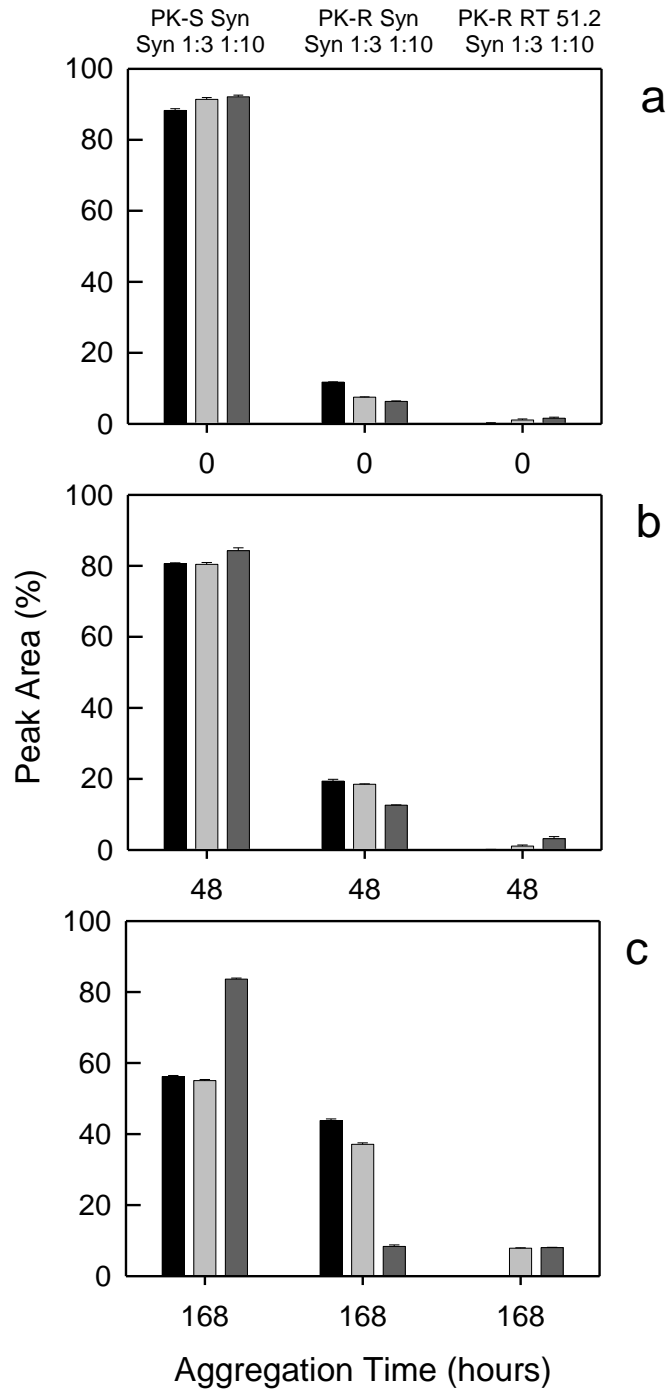 PK-S Syn PK-R Syn PK-R RT 51.2
Syn 1:3 1:10 Syn 1:3 1:10 Syn 1:3 1:10
a
100
80
60
40
20
0
0 0 0
b
100
80
60
40
20
0
48 48 48
c
100
80
60
40
20
0
168 168 168
Peak Area (%)
Aggregation Time (hours)